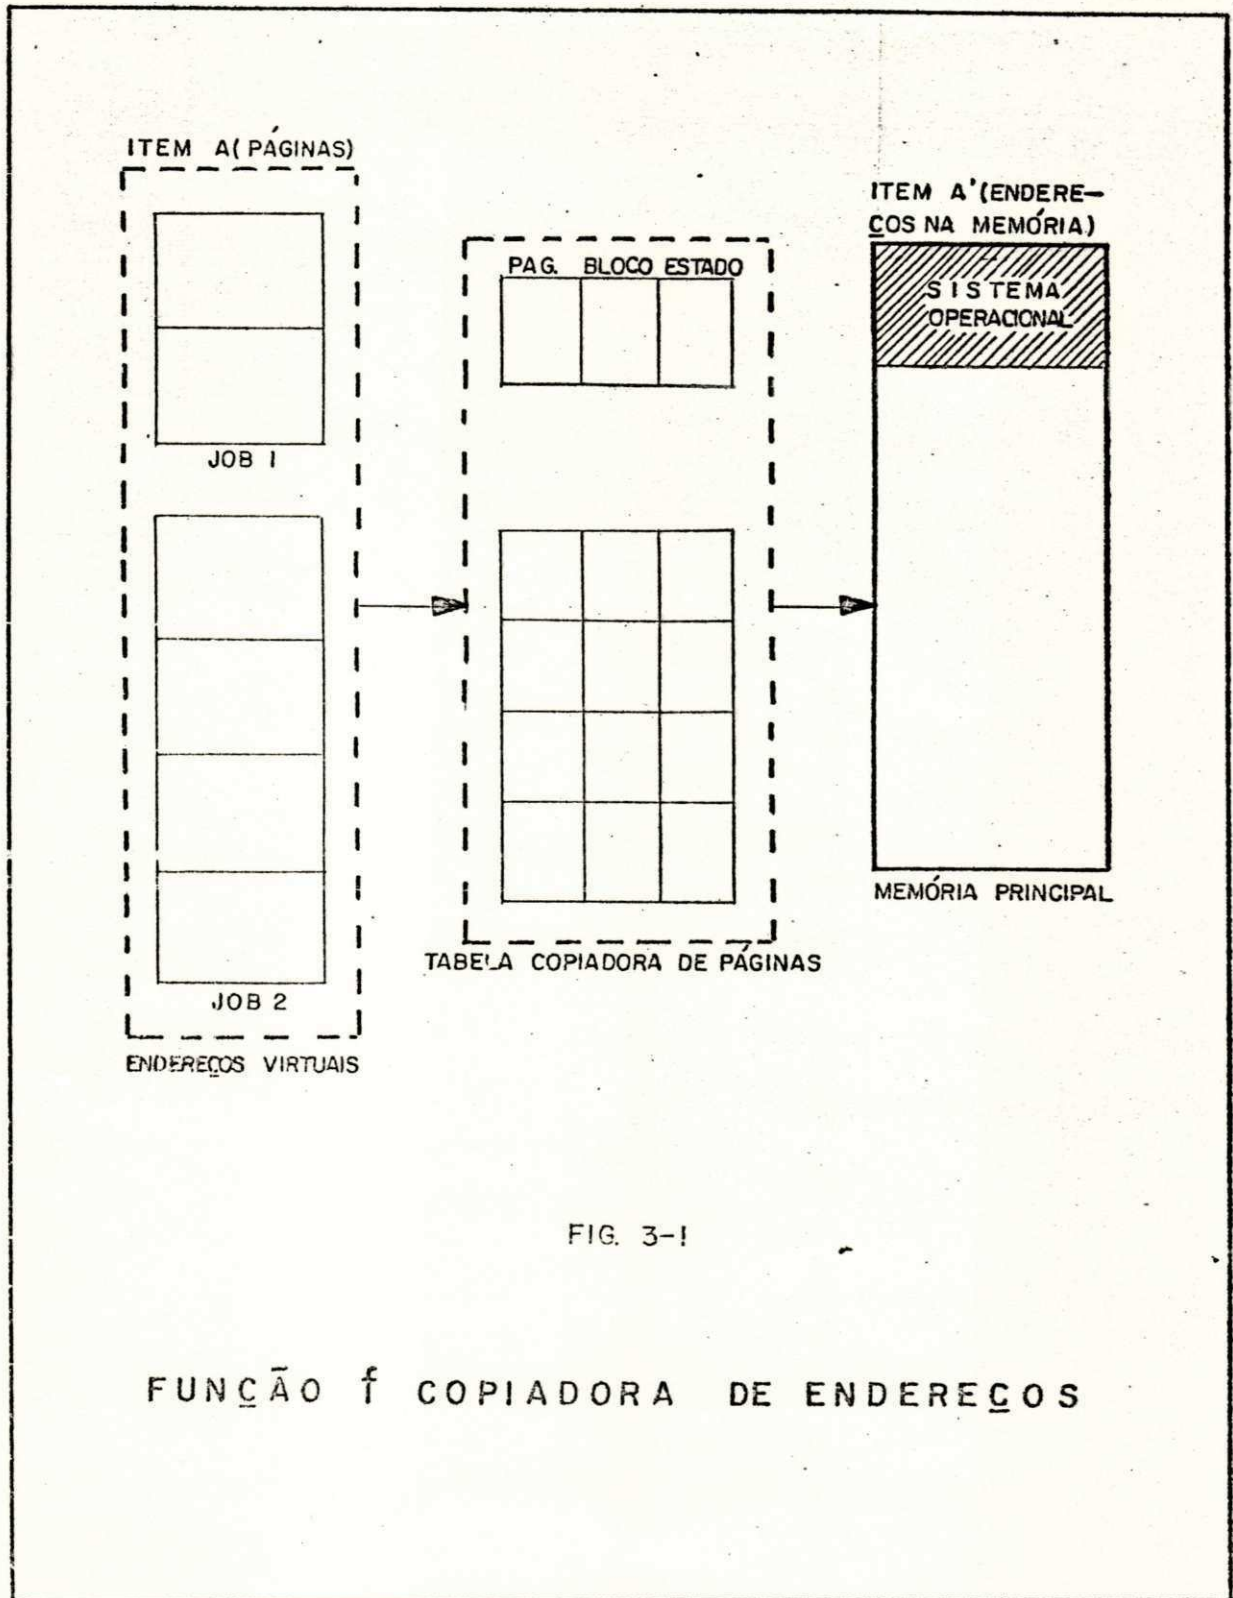 ITEM A(PÁGINAS)
JOB 1
JOB 2
ENDEREÇOS VIRTUAIS
PAG. BLOCO ESTADO
TABELA COPIADORA DE PÁGINAS
ITEM A'(ENDERE-
ÇOS NA MEMÓRIA)
SISTEMA
OPERACIONAL
MEMÓRIA PRINCIPAL
FIG. 3-1
FUNÇÃO f COPIADORA DE ENDEREÇOS